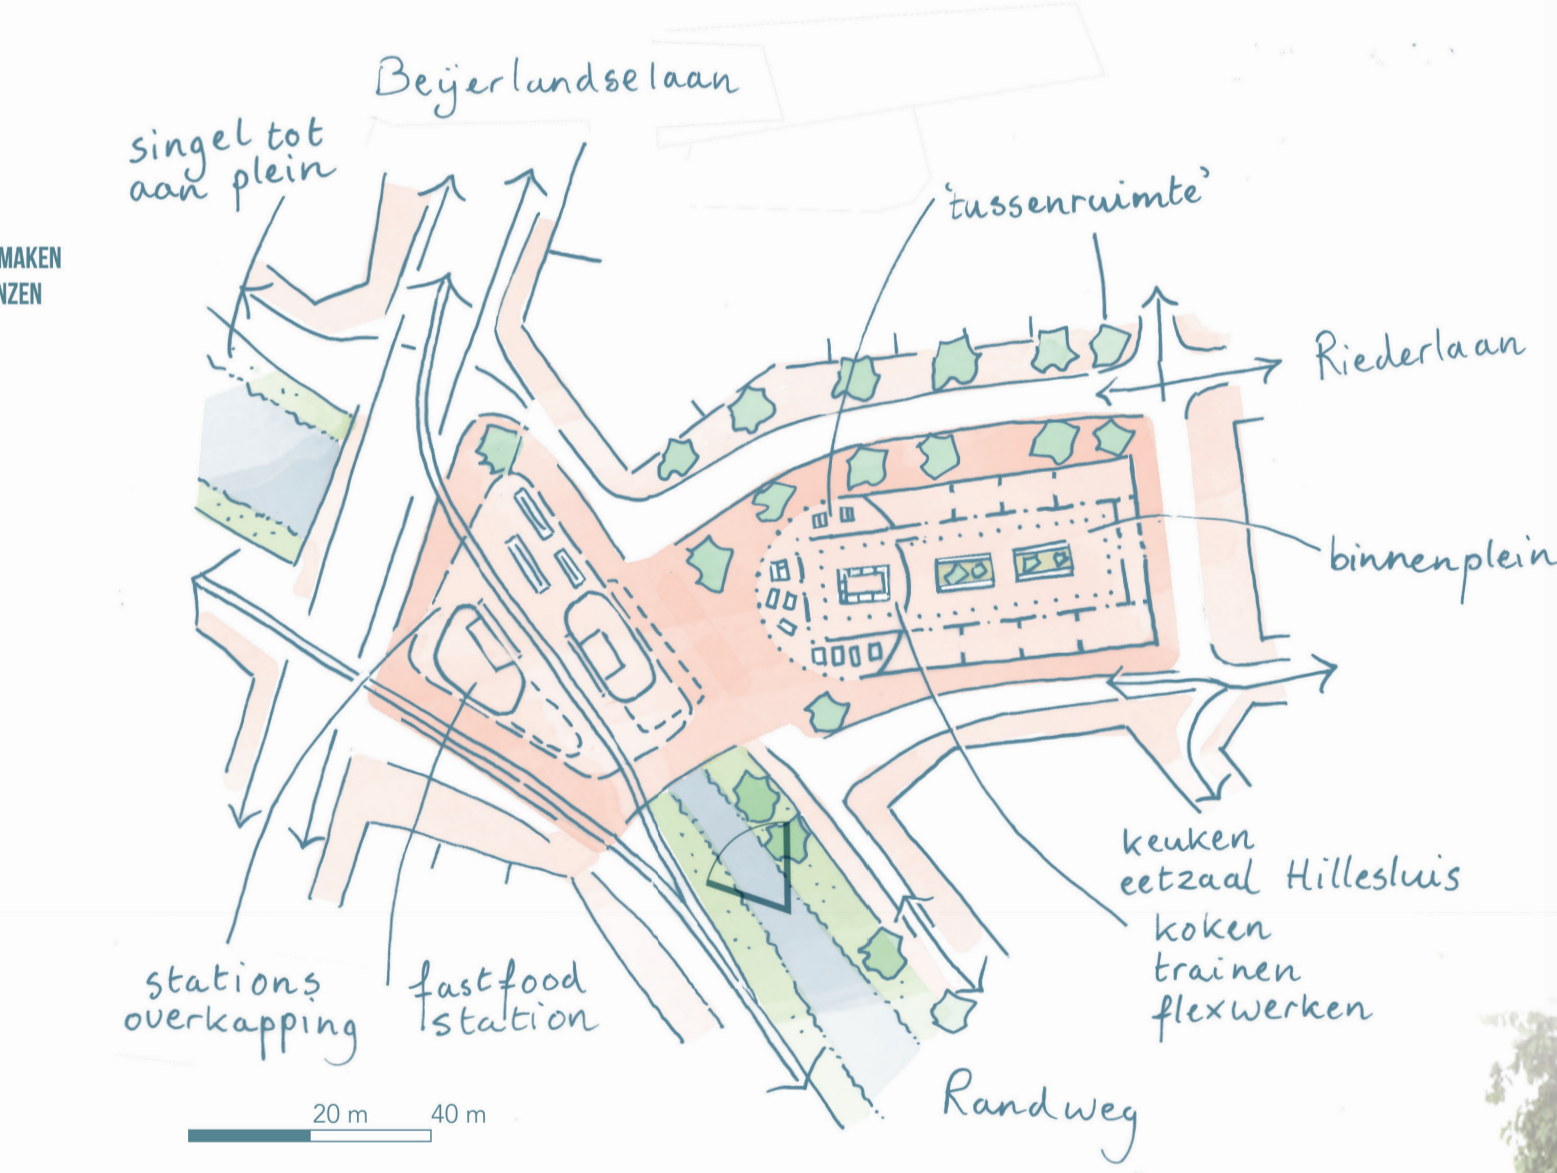 Beijerlandselaan
singel tot
aan plein
MAKEN
NZEN
'tussenruimte'
Riederlaan
binnenplein
keuken
eetzaal Hillesluis
koken
trainen
flexwerken
stations
overkapping
fastfood
station
Randweg
20 m 40 m